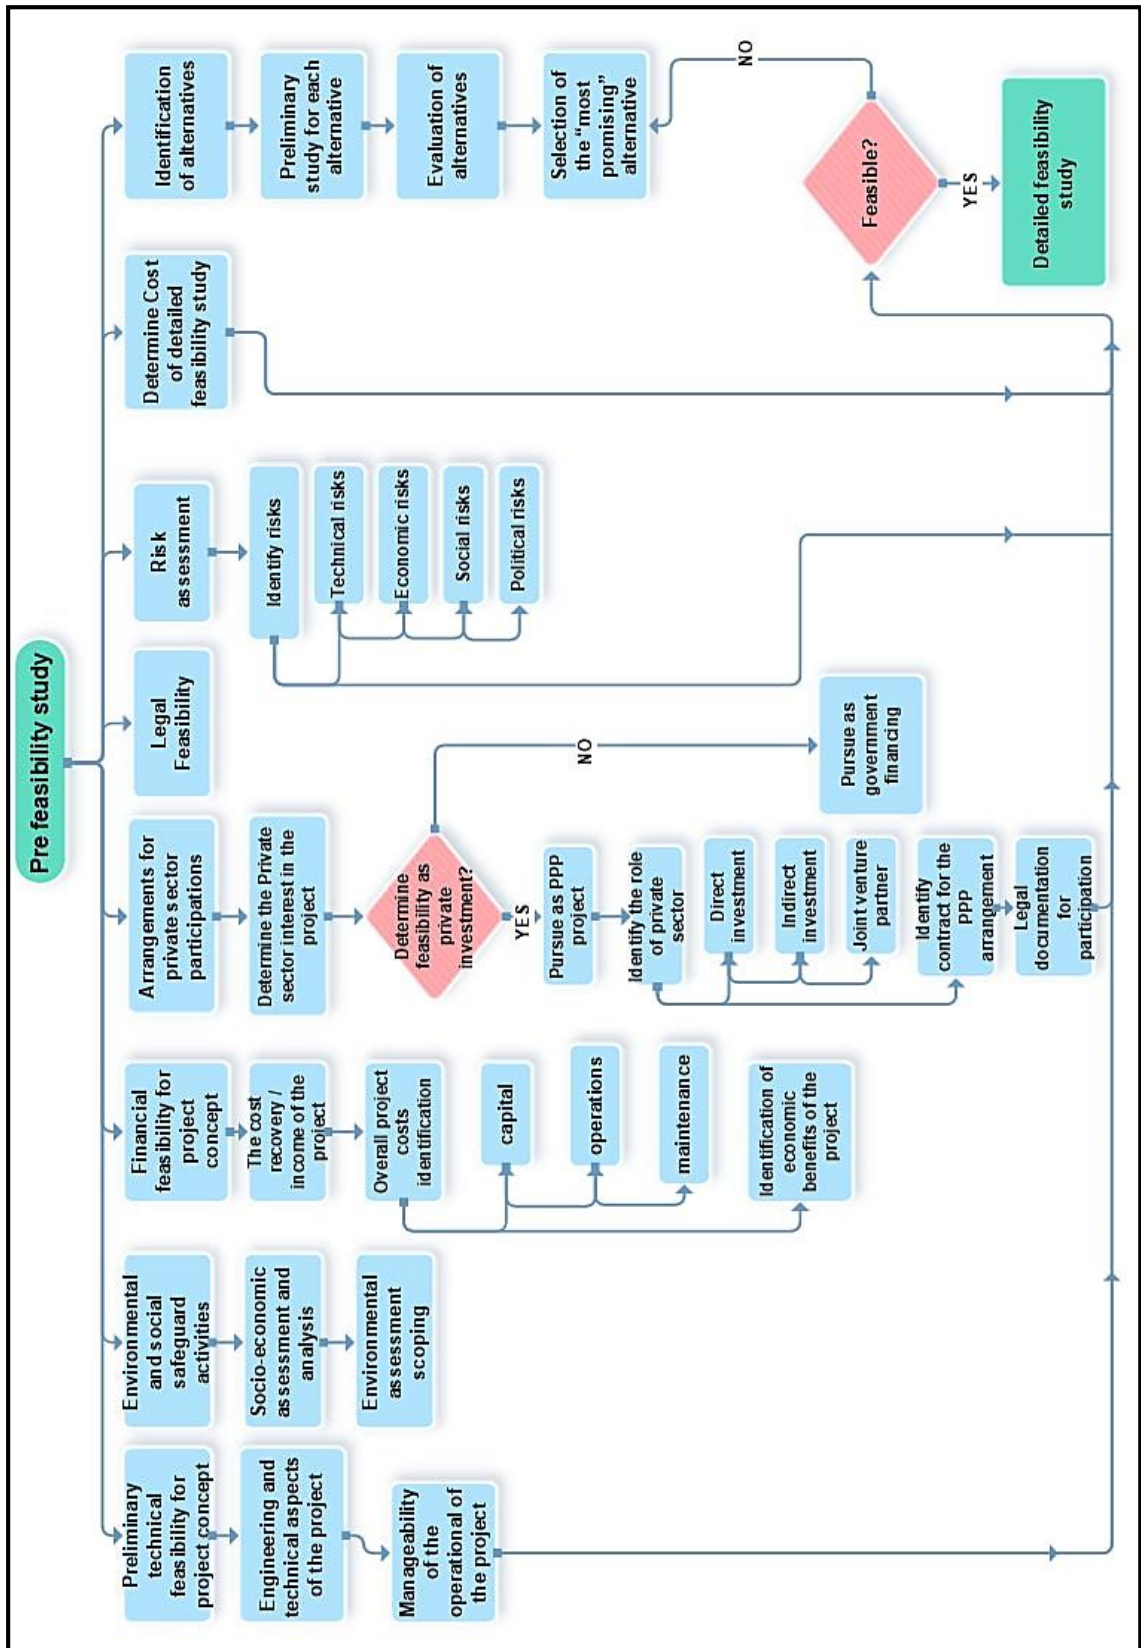 Pre feasibility study
Preliminary
technical
feasibility for
project concept
Engineering and
technical aspects
of the project
Manageability
of the
operational of
the project
Environmental
and social
safeguard
activities
Socio-economic
assessment and
analysis
Environmental
assessment
scoping
Financial
feasibility for
project
concept
The cost
recovery /
income of the
project
Overall project
costs
identification
capital
operations
maintenance
Identification of
economic
benefits of the
project
Arrangements for
private sector
participations
Determine the Private
sector interest in the
project
Determine
feasibility as
private
investment?
YES
NO
Pursue as PPP
project
Identify the role
of private
sector
Direct
investment
Indirect
investment
Joint venture
partner
Identify
contract for the
PPP
arrangement
Legal
documentation
for
participation
Pursue as
government
financing
Legal
Feasibility
Risk
assessment
Identify risks
Technical risks
Economic risks
Social risks
Political risks
Determine Cost
of detailed
feasibility study
Identification
of alternatives
Preliminary
study for each
alternative
Evaluation of
alternatives
Selection of
the “most
promising”
alternative
NO
Feasible?
YES
Detailed feasibility
study